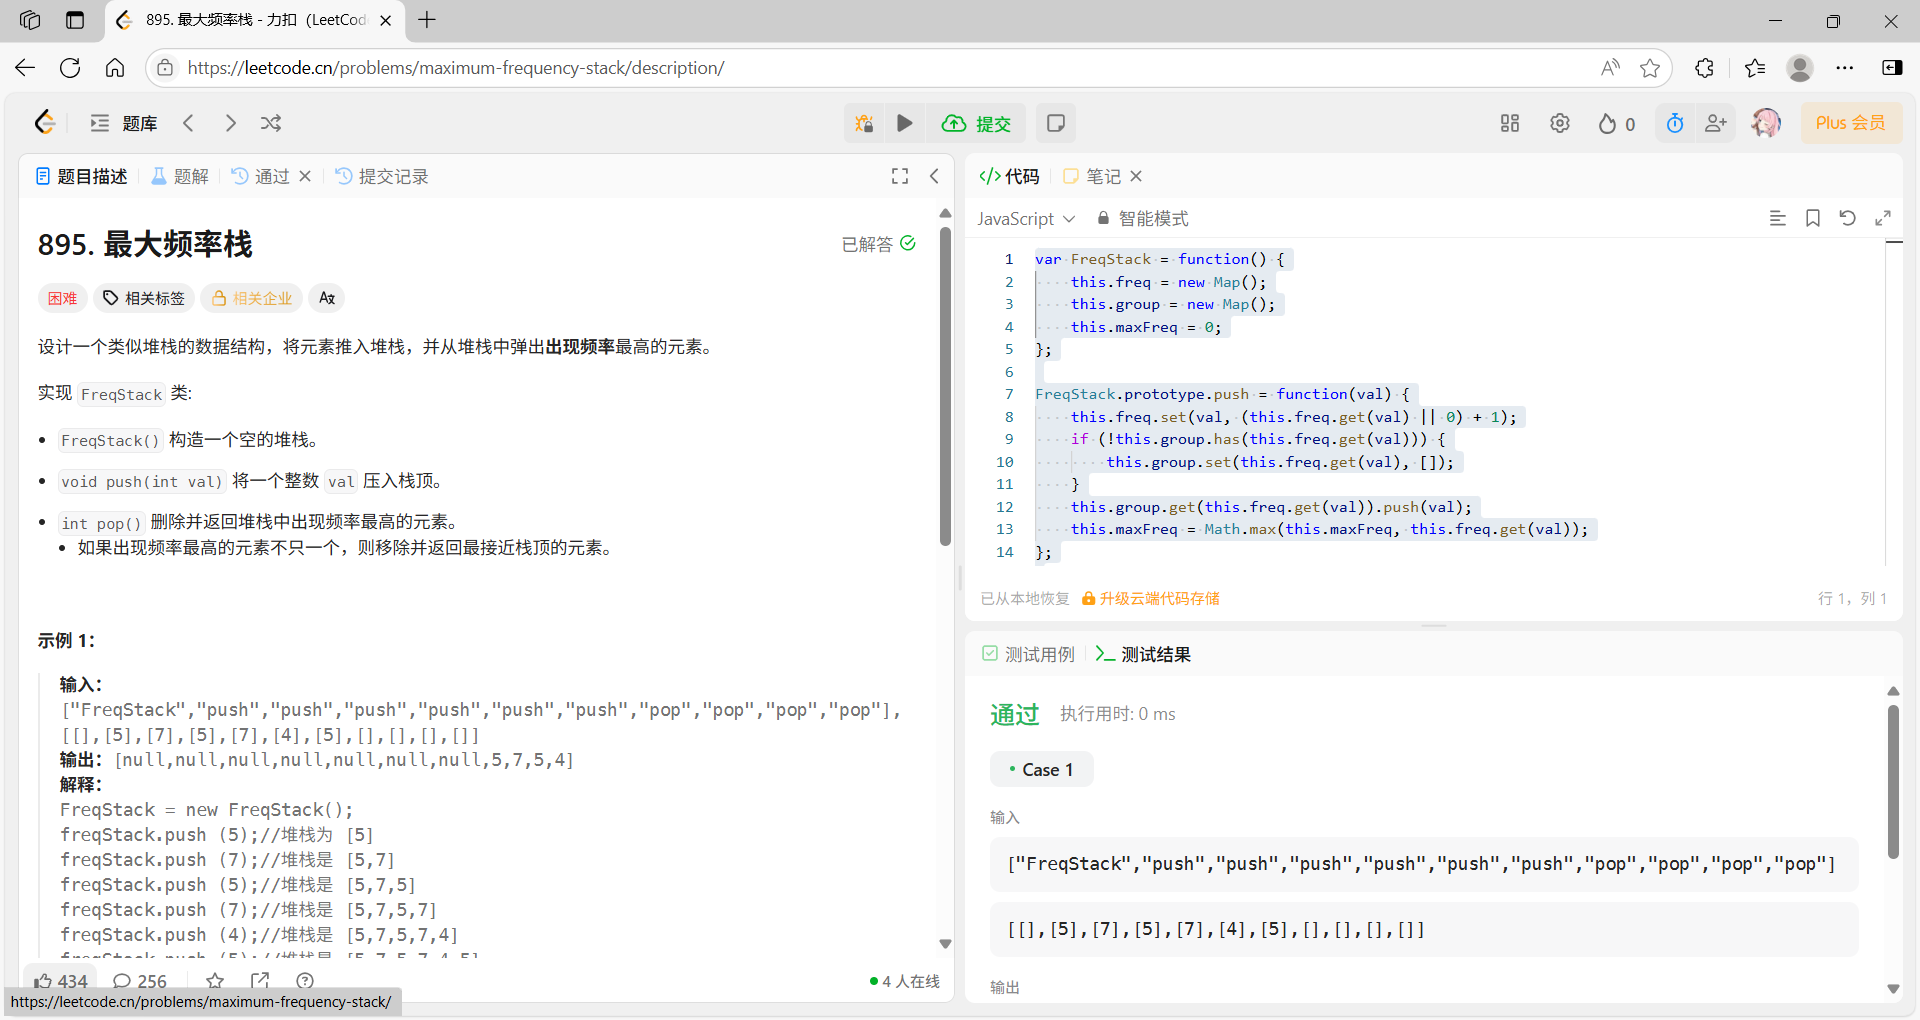 895. 最大频率栈 - 力扣 (LeetCod
https://leetcode.cn/problems/maximum-frequency-stack/description/
题库
提交
0
Plus 会员
题目描述
题解
通过
提交记录
895. 最大频率栈
已解答
困难
相关标签
相关企业
设计一个类似堆栈的数据结构，将元素推入堆栈，并从堆栈中弹出出现频率最高的元素。
实现 FreqStack 类:
• FreqStack() 构造一个空的堆栈。
• void push(int val) 将一个整数 val 压入栈顶。
• int pop() 删除并返回堆栈中出现频率最高的元素。
• 如果出现频率最高的元素不只一个，则移除并返回最接近栈顶的元素。
示例 1：
输入：
["FreqStack","push","push","push","push","push","push","pop","pop","pop","pop"],
[[],[5],[7],[5],[7],[4],[5],[],[],[],[]]
输出：[null,null,null,null,null,null,null,5,7,5,4]
解释：
FreqStack = new FreqStack();
freqStack.push (5);//堆栈为 [5]
freqStack.push (7);//堆栈是 [5,7]
freqStack.push (5);//堆栈是 [5,7,5]
freqStack.push (7);//堆栈是 [5,7,5,7]
freqStack.push (4);//堆栈是 [5,7,5,7,4]
freqStack.push (5);//堆栈是 [5,7,5,7,4,5]
434
256
4 人在线
https://leetcode.cn/problems/maximum-frequency-stack/
代码
笔记
JavaScript
智能模式
1 var FreqStack = function() {
2     this.freq = new Map();
3     this.group = new Map();
4     this.maxFreq = 0;
5 };
6
7 FreqStack.prototype.push = function(val) {
8     this.freq.set(val, (this.freq.get(val) || 0) + 1);
9     if (!this.group.has(this.freq.get(val))) {
10         this.group.set(this.freq.get(val), []);
11     }
12     this.group.get(this.freq.get(val)).push(val);
13     this.maxFreq = Math.max(this.maxFreq, this.freq.get(val));
14 };
已从本地恢复
升级云端代码存储
行 1，列 1
测试用例
测试结果
通过
执行用时: 0 ms
• Case 1
输入
["FreqStack","push","push","push","push","push","push","pop","pop","pop","pop"]
[[],[5],[7],[5],[7],[4],[5],[],[],[],[]]
输出